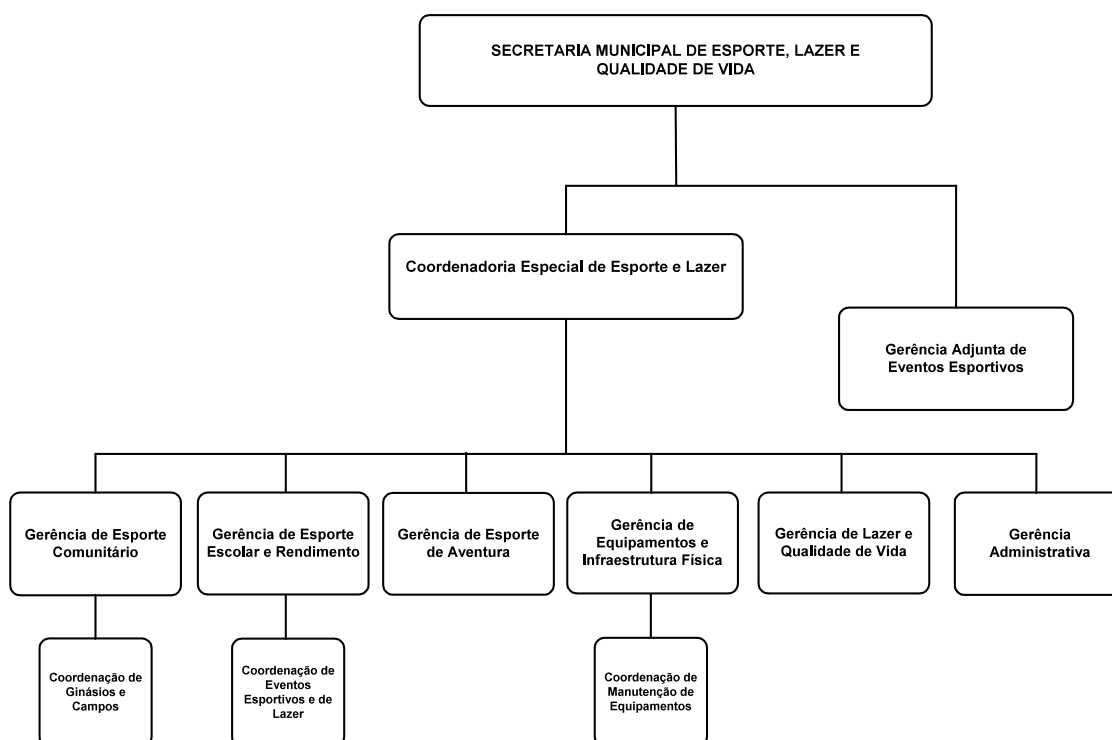 SECRETARIA MUNICIPAL DE ESPORTE, LAZER E
QUALIDADE DE VIDA
Coordenadoria Especial de Esporte e Lazer
Gerência Adjunta de
Eventos Esportivos
Gerência de Esporte
Comunitário
Gerência de Esporte
Escolar e Rendimento
Gerência de Esporte
de Aventura
Gerência de
Equipamentos e
Infraestrutura Física
Gerência de Lazer e
Qualidade de Vida
Gerência
Administrativa
Coordenação de
Ginásios e
Campos
Coordenação de
Eventos
Esportivos e de
Lazer
Coordenação de
Manutenção de
Equipamentos